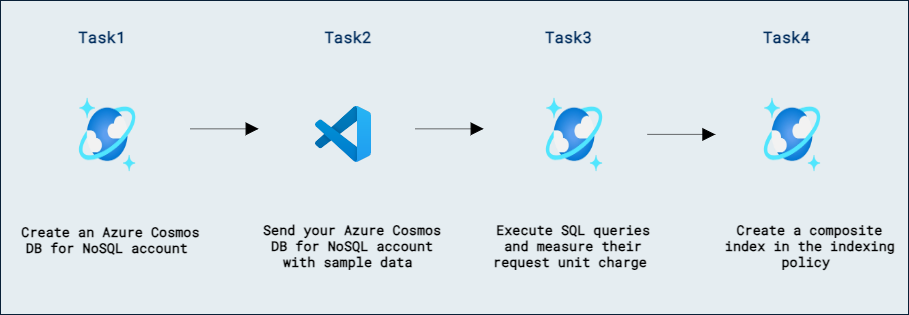 Task1
Task2
Task3
Task4
Create an Azure Cosmos
DB for NoSQL account
Send your Azure Cosmos
DB for NoSQL account
with sample data
Execute SQL queries
and measure their
request unit charge
Create a composite
index in the indexing
policy